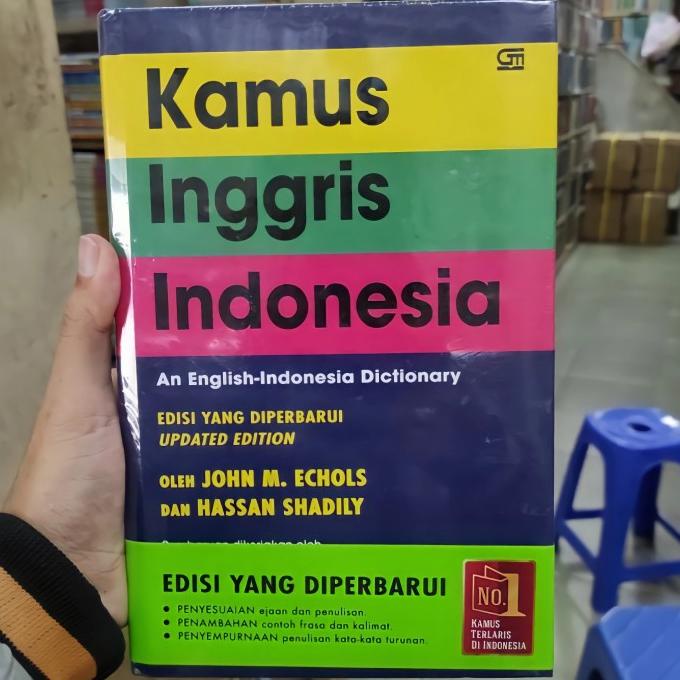 Kamus
Inggris
Indonesia
An English-Indonesia Dictionary
EDISI YANG DIPERBARUI
UPDATED EDITION
OLEH JOHN M. ECHOLS
DAN HASSAN SHADILY
EDISI YANG DIPERBARUI
• PENYESUAIAN ejaan dan penulisan.
• PENAMBAHAN contoh frasa dan kalimat.
• PENYEMPURNAAN penulisan kata-kata turunan.
NO.1
KAMUS
TERLARIS
DI INDONESIA